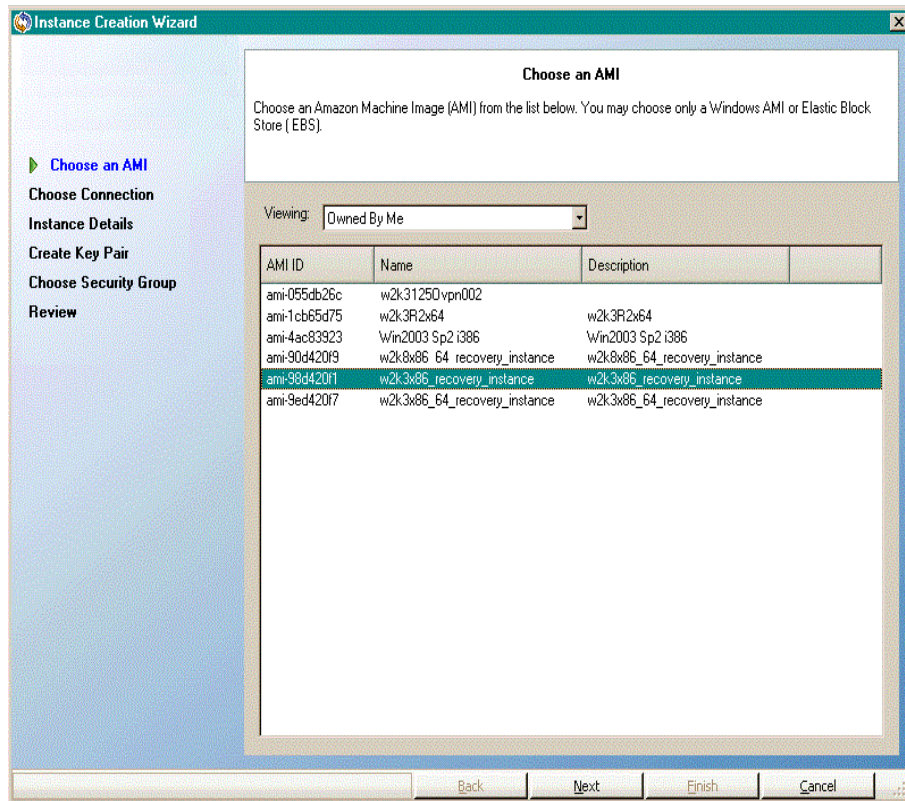 Instance Creation Wizard
Choose an AMI
Choose an Amazon Machine Image (AMI) from the list below. You may choose only a Windows AMI or Elastic Block
Store ( EBS).
Choose an AMI
Choose Connection
Instance Details
Create Key Pair
Choose Security Group
Review
Viewing: Owned By Me
AMI ID Name Description
ami-055db26c w2k3125Ovpn002
ami-1cb65d75 w2k3R2x64 w2k3R2x64
ami-4ac83923 Win2003 Sp2 i386 Win2003 Sp2 i386
ami-90d420f9 w2k8x86_64_recovery_instance w2k8x86_64_recovery_instance
ami-98d420f1 w2k3x86_recovery_instance w2k3x86_recovery_instance
ami-9ed420f7 w2k3x86_64_recovery_instance w2k3x86_64_recovery_instance
Back Next Finish Cancel